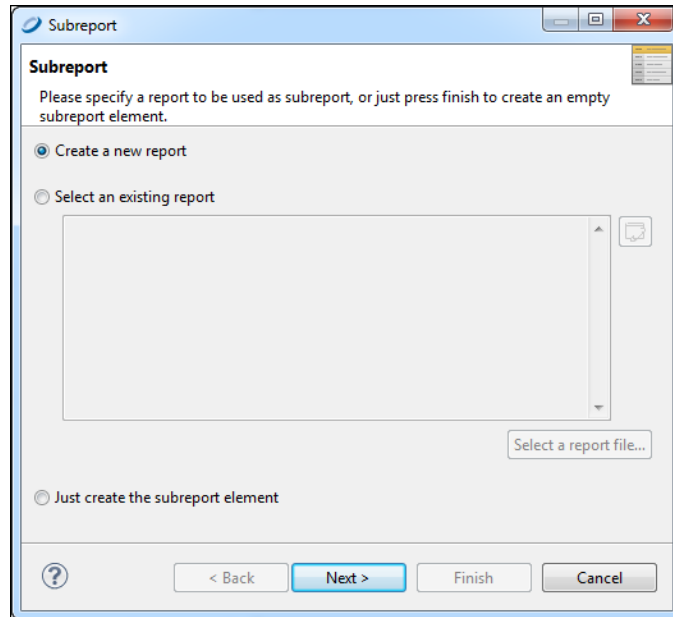 Subreport
Subreport
Please specify a report to be used as subreport, or just press finish to create an empty
subreport element.
Create a new report
Select an existing report
Select a report file...
Just create the subreport element
? < Back Next > Finish Cancel